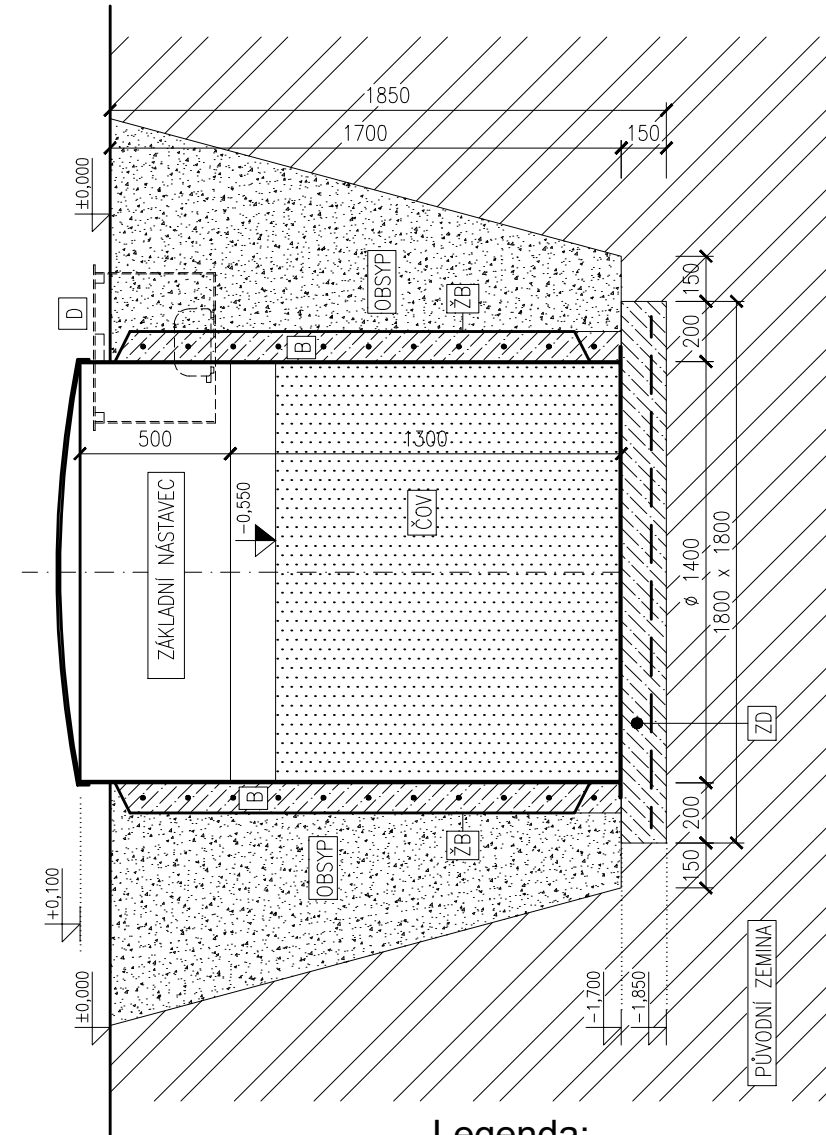 1850
1700
150
±0,000
D
OBSYP
ŽB
B
150
200
500
1300
ZÁKLADNÍ NÁSTAVEC
-0,550
ČOV
ø 1400
1800 x 1800
ZD
B
ŽB
OBSYP
200
150
+0,100
±0,000
-1,700
-1,850
PŮVODNÍ ZEMINA
Legenda: